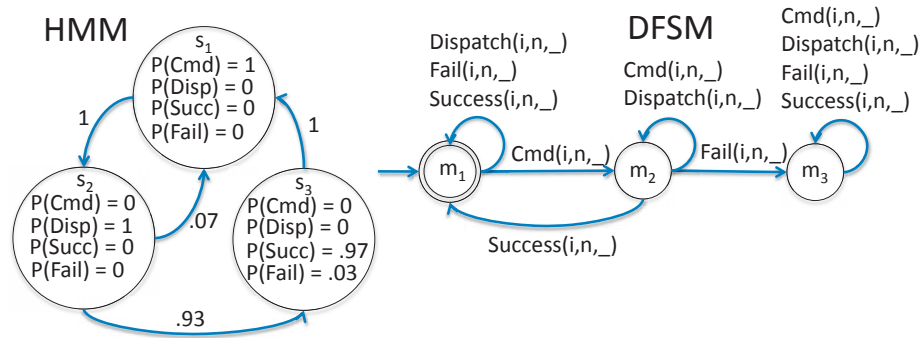 HMM
s1
P(Cmd) = 1
P(Disp) = 0
P(Succ) = 0
P(Fail) = 0
1
1
s2
P(Cmd) = 0
P(Disp) = 1
P(Succ) = 0
P(Fail) = 0
.07
s3
P(Cmd) = 0
P(Disp) = 0
P(Succ) = .97
P(Fail) = .03
.93
DFSM
Dispatch(i,n,_)
Fail(i,n,_)
Success(i,n,_)
Cmd(i,n,_)
Dispatch(i,n,_)
Cmd(i,n,_)
Dispatch(i,n,_)
Fail(i,n,_)
Success(i,n,_)
m1
Cmd(i,n,_)
m2
Fail(i,n,_)
m3
Success(i,n,_)